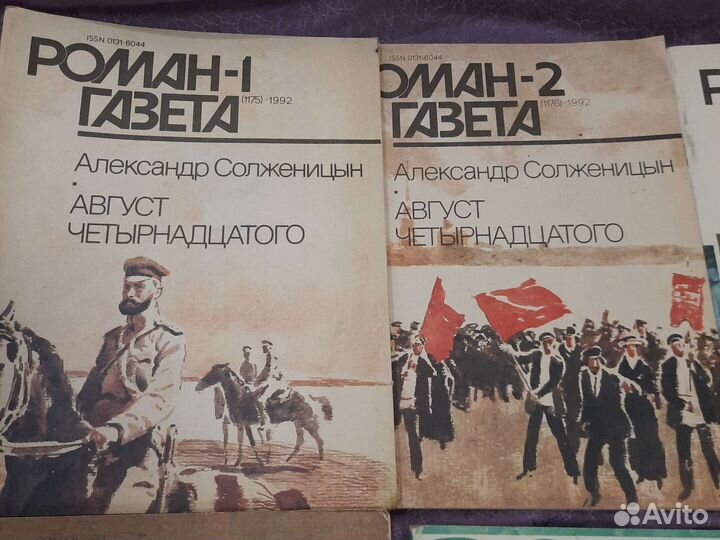 ISSN 0131-6044
РОМАН-1
ГАЗЕТА (1175)·1992
Александр Солженицын
АВГУСТ
ЧЕТЫРНАДЦАТОГО
ISSN 0131-6044
РОМАН-2
ГАЗЕТА (1176)·1992
Александр Солженицын
АВГУСТ
ЧЕТЫРНАДЦАТОГО
Р
Avito